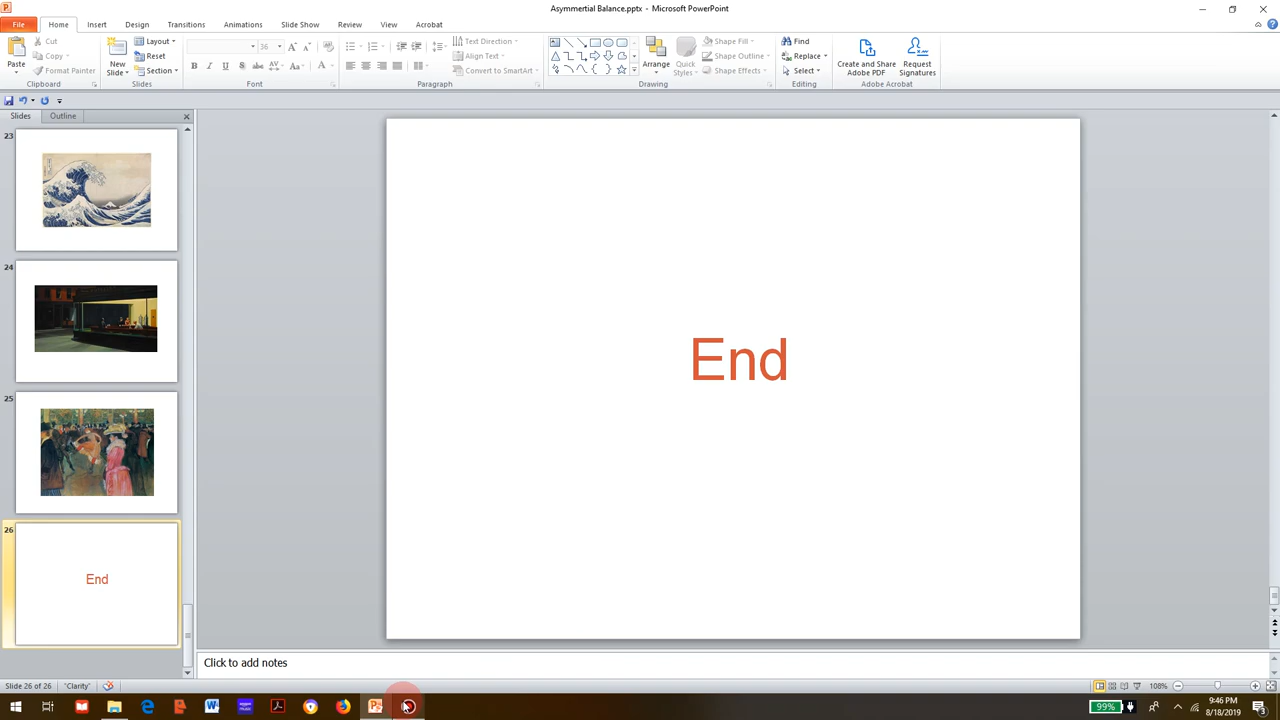 Asymmertial Balance.pptx - Microsoft PowerPoint
File Home Insert Design Transitions Animations Slide Show Review View Acrobat
Paste
Cut
Copy
Format Painter
Clipboard
New Slide
Layout
Reset
Section
Slides
36
Font
Paragraph
Text Direction
Align Text
Convert to SmartArt
Arrange
Quick Styles
Shape Fill
Shape Outline
Shape Effects
Drawing
Find
Replace
Select
Editing
Create and Share Adobe PDF
Request Signatures
Adobe Acrobat
Slides Outline
23
24
25
26
End
End
Click to add notes
Slide 26 of 26 "Clarity" 108%
99% 9:46 PM
8/18/2019